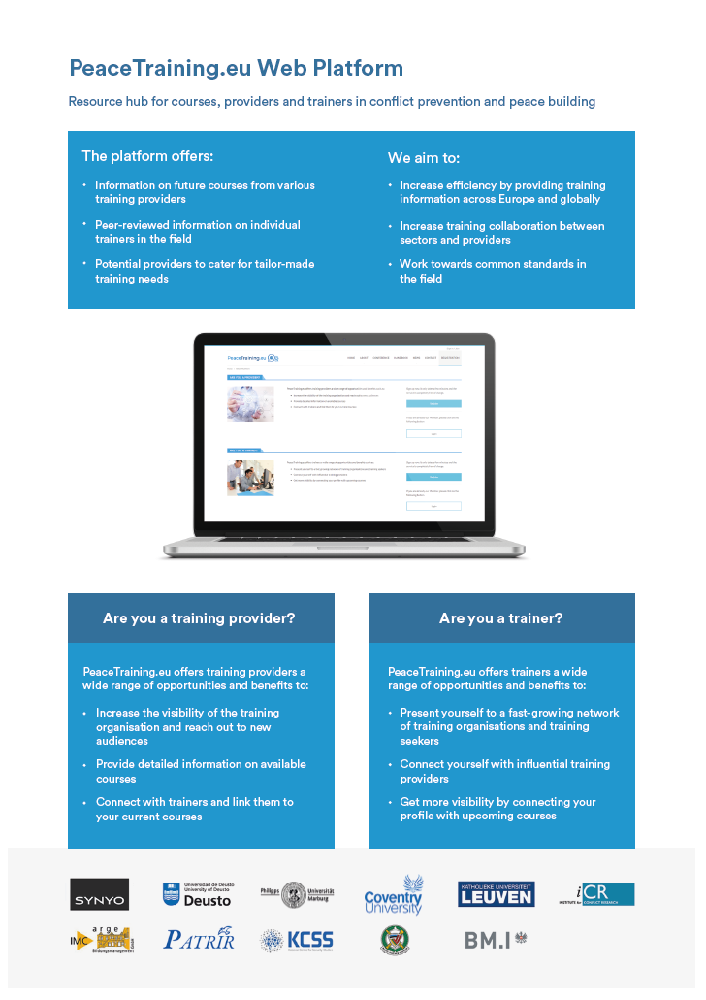 PeaceTraining.eu Web Platform
Resource hub for courses, providers and trainers in conflict prevention and peace building
The platform offers:
• Information on future courses from various
training providers
• Peer-reviewed information on individual
trainers in the field
• Potential providers to cater for tailor-made
training needs
We aim to:
• Increase efficiency by providing training
information across Europe and globally
• Increase training collaboration between
sectors and providers
• Work towards common standards in
the field
PeaceTraining.eu
HOME ABOUT CONFERENCE CURRICULA NEWS CONTACT REGISTRATION
ARE YOU A PROVIDER?
ARE YOU A TRAINER?
Are you a training provider?
PeaceTraining.eu offers training providers a
wide range of opportunities and benefits to:
• Increase the visibility of the training
organisation and reach out to new
audiences
• Provide detailed information on available
courses
• Connect with trainers and link them to
your current courses
Are you a trainer?
PeaceTraining.eu offers trainers a wide
range of opportunities and benefits to:
• Present yourself to a fast-growing network
of training organisations and training
seekers
• Connect yourself with influential training
providers
• Get more visibility by connecting your
profile with upcoming courses
SYNYO
Universidad de Deusto
University of Deusto
Deusto
Philipps Universität
Marburg
Coventry
University
KATHOLIEKE UNIVERSITEIT
LEUVEN
iCR
INSTITUTE for CONFLICT RESEARCH
IMC
arge
Bildungsmanagement
PATRIR
KCSS
BM.I